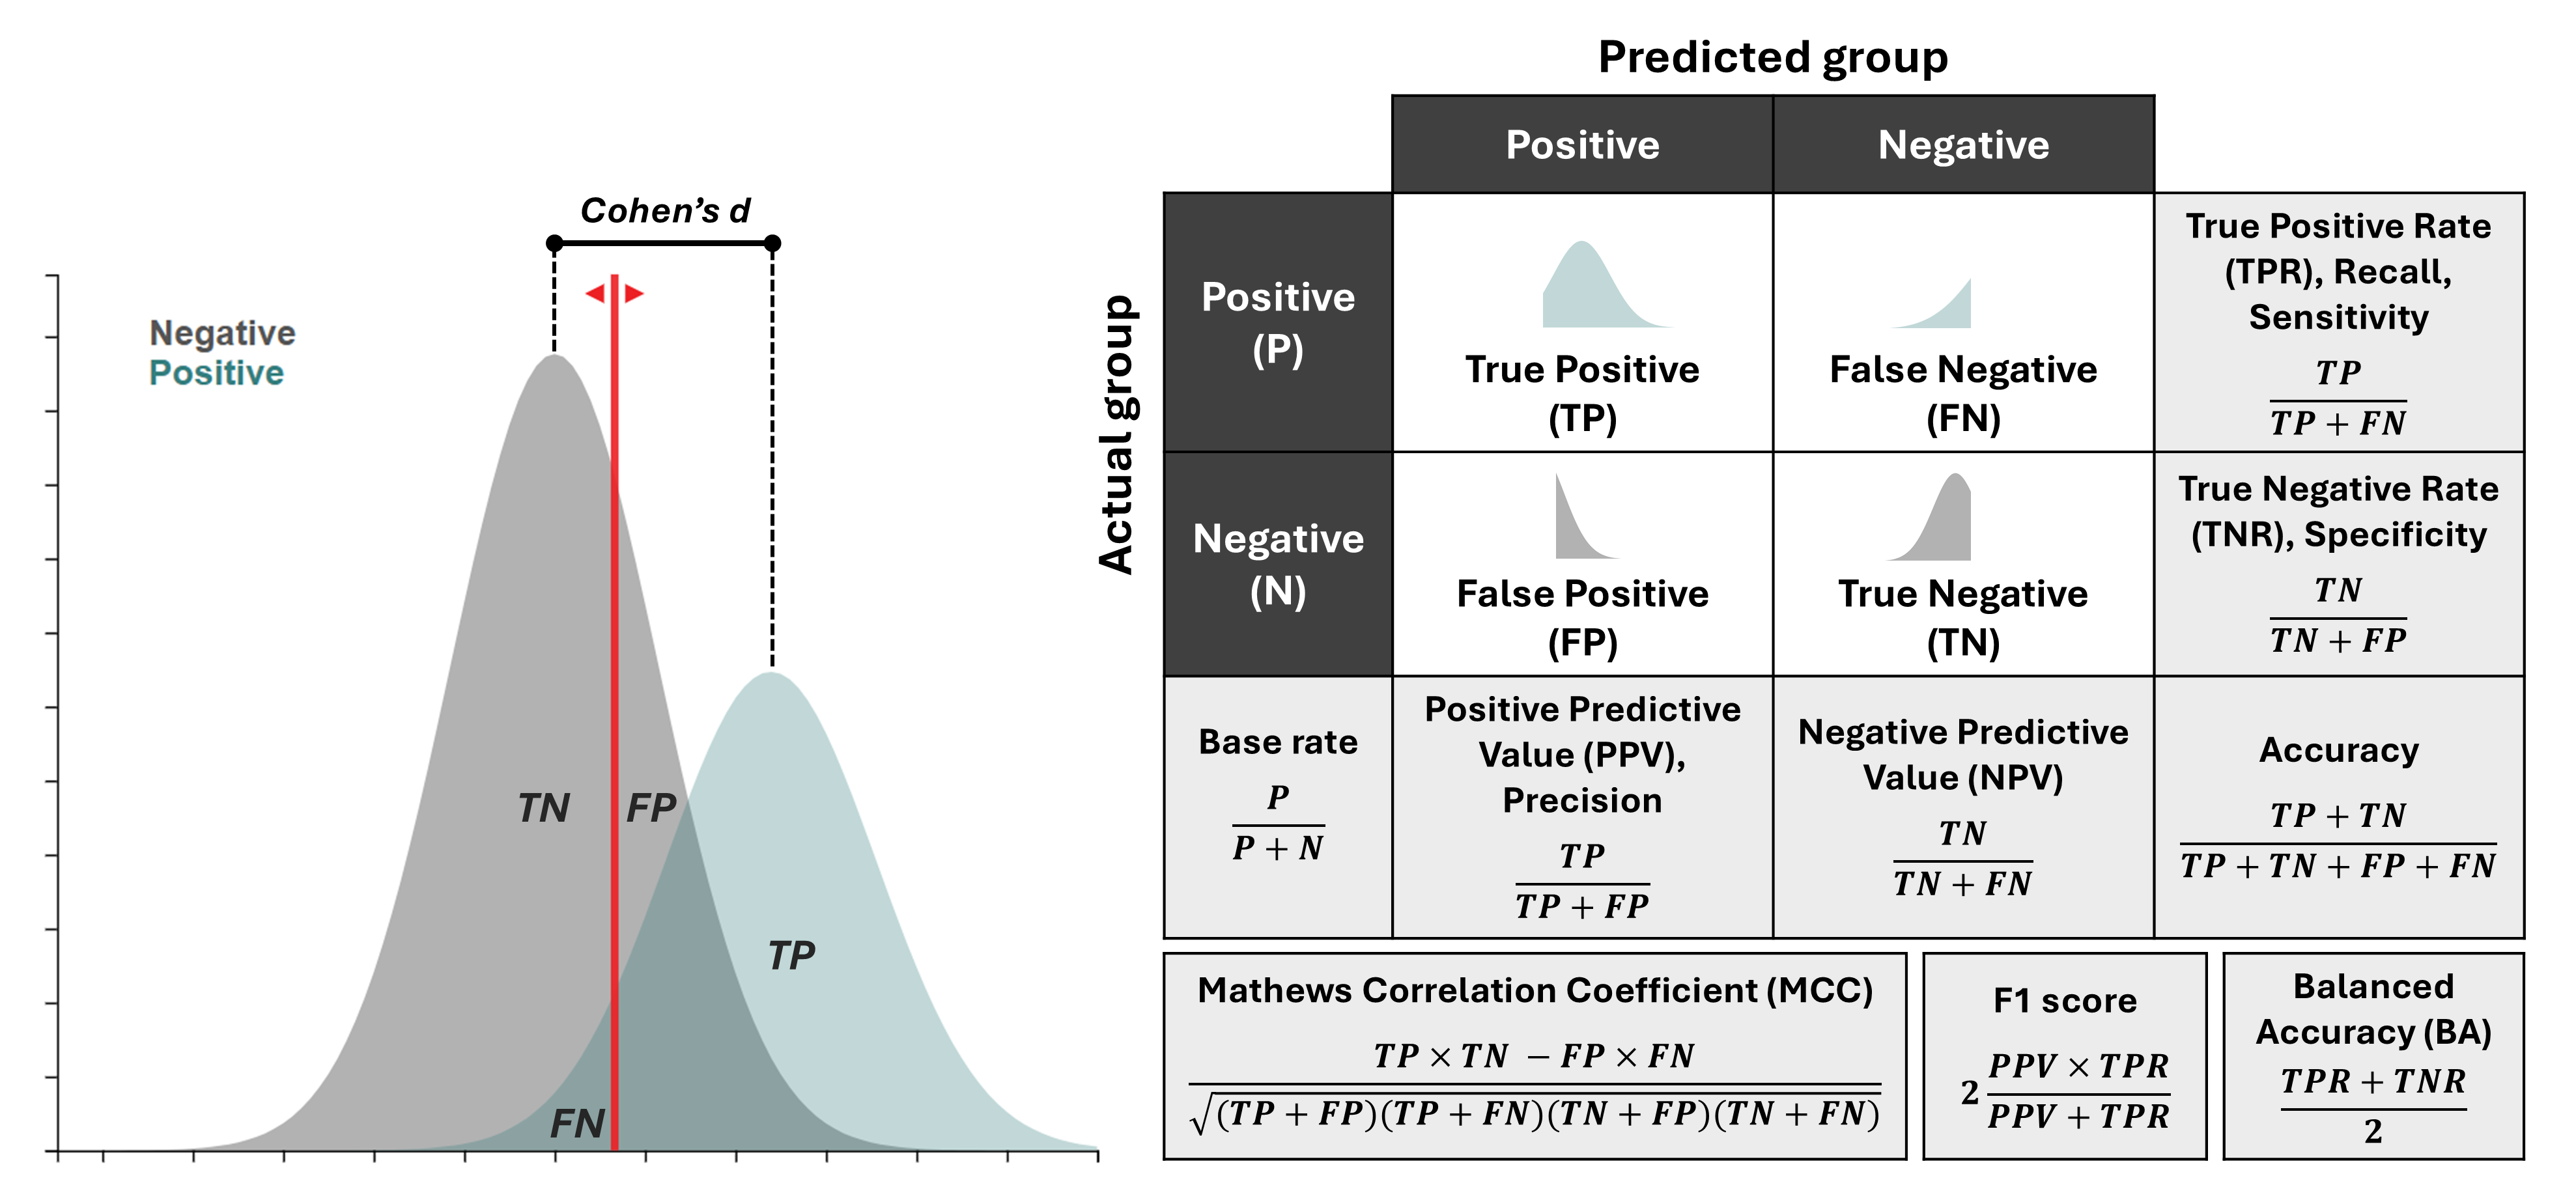 Cohen's d
Negative
Positive
TN
FP
TP
FN
Predicted group
Positive
Negative
Actual group
Positive
(P)
True Positive
(TP)
False Negative
(FN)
True Positive Rate
(TPR), Recall,
Sensitivity
TP
TP + FN
Negative
(N)
False Positive
(FP)
True Negative
(TN)
True Negative Rate
(TNR), Specificity
TN
TN + FP
Base rate
P
P + N
Positive Predictive
Value (PPV),
Precision
TP
TP + FP
Negative Predictive
Value (NPV)
TN
TN + FN
Accuracy
TP + TN
TP + TN + FP + FN
Mathews Correlation Coefficient (MCC)
TP × TN − FP × FN
√(TP + FP)(TP + FN)(TN + FP)(TN + FN)
F1 score
2 PPV × TPR
PPV + TPR
Balanced
Accuracy (BA)
TPR + TNR
2